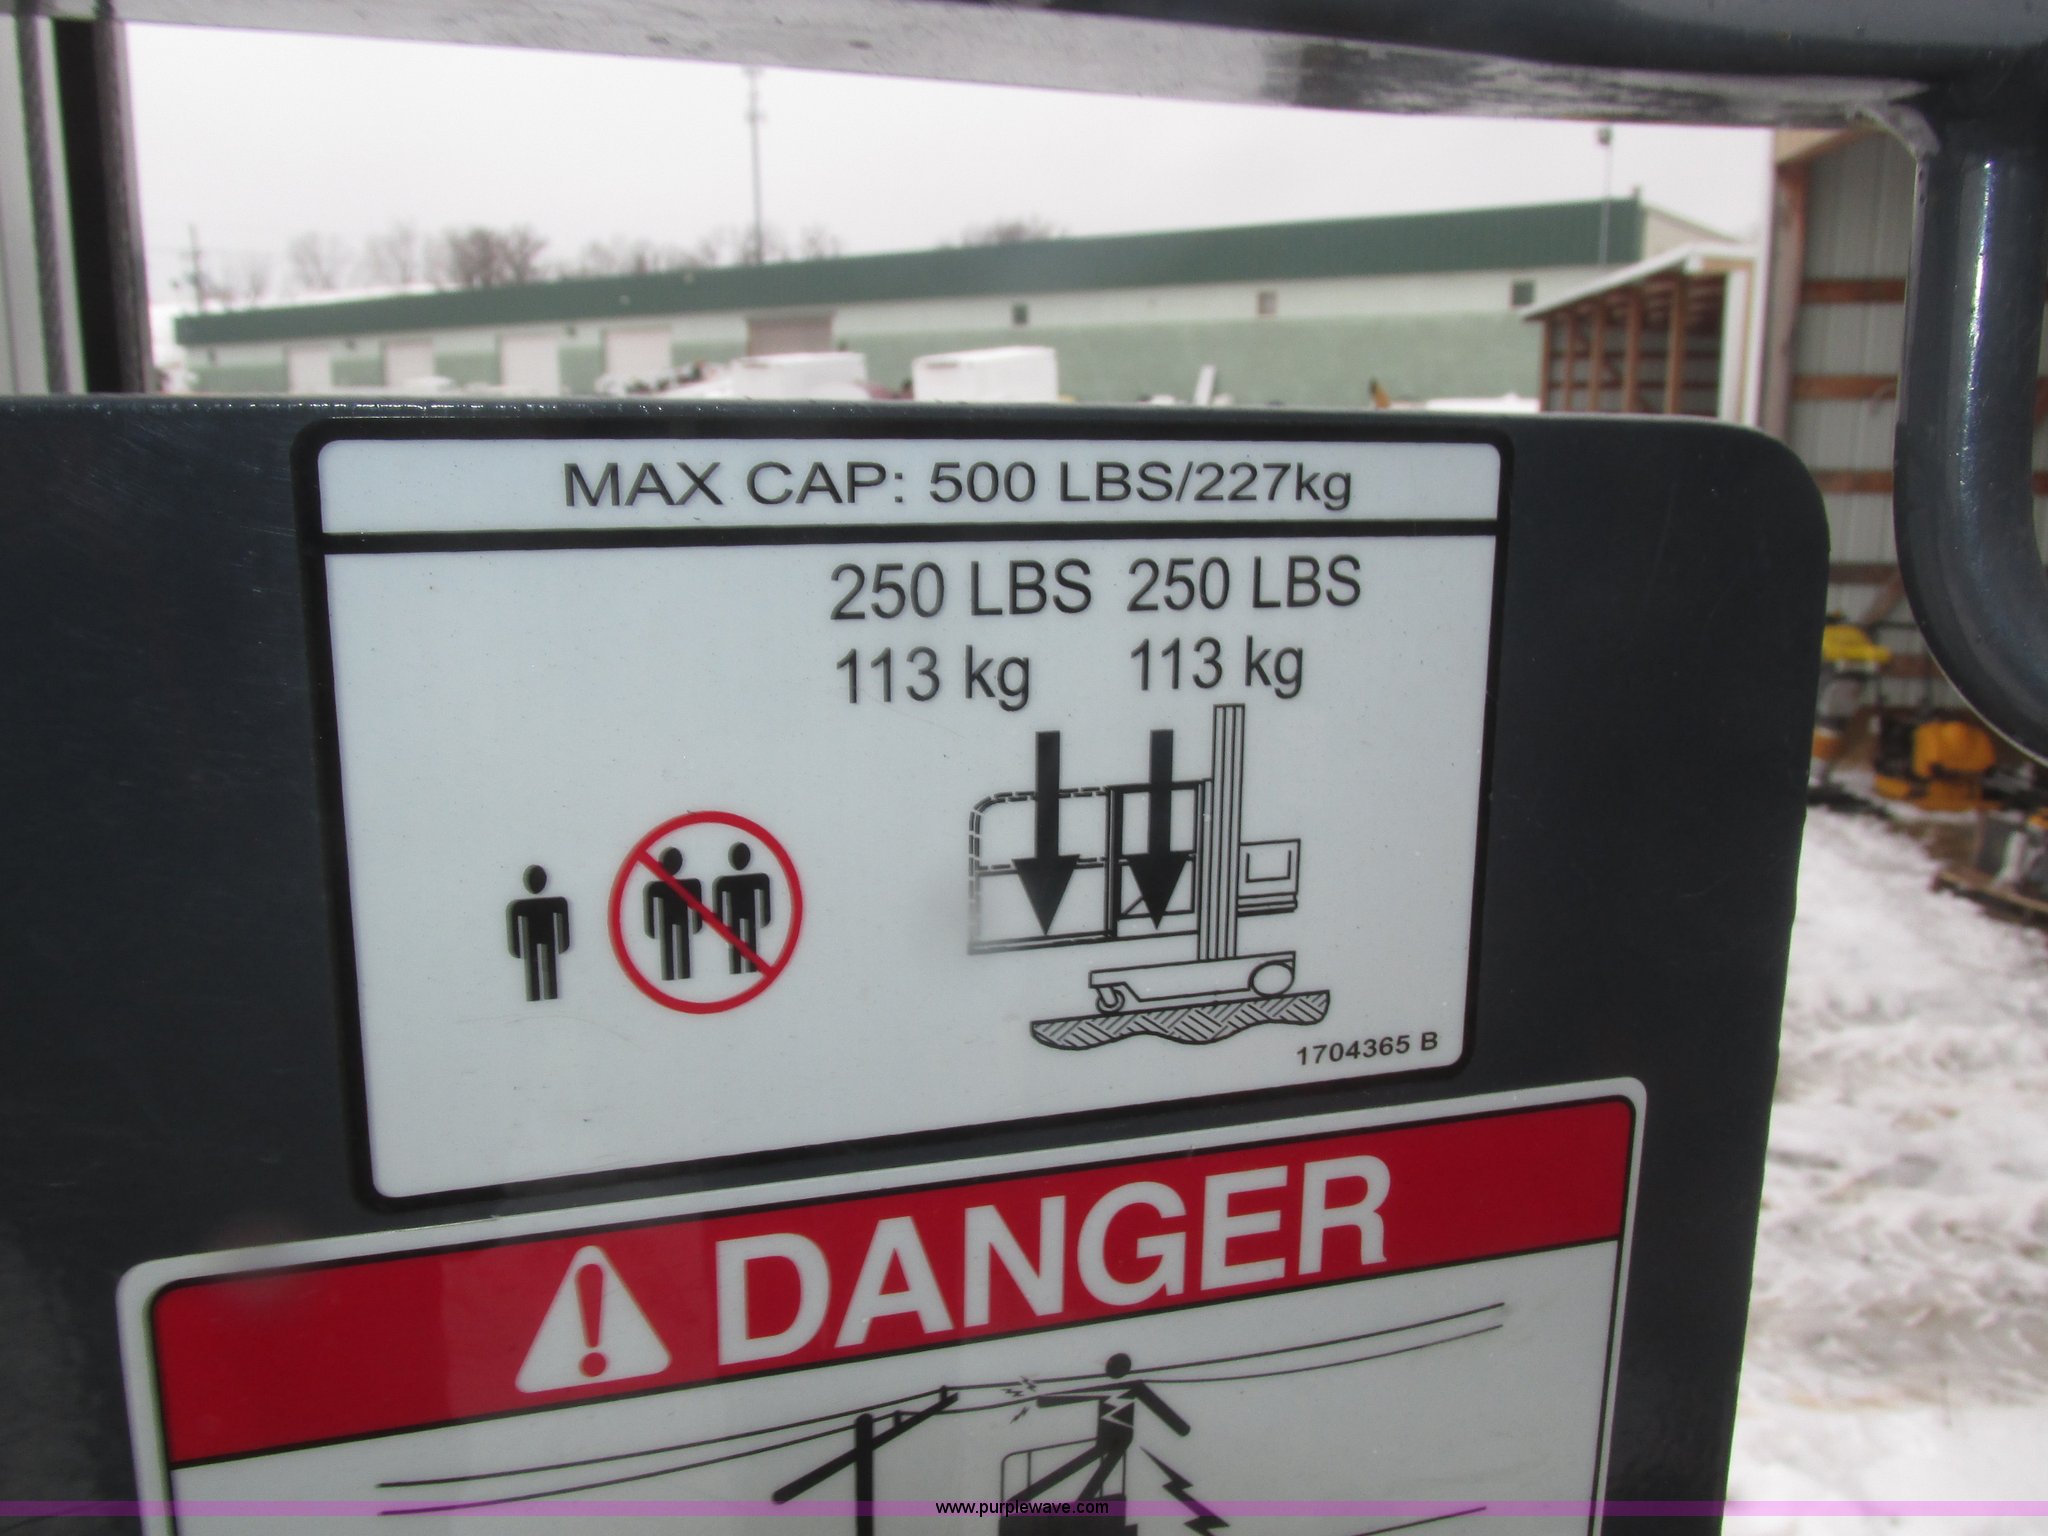 MAX CAP: 500 LBS/227kg
250 LBS 250 LBS
113 kg 113 kg
1704365 B
DANGER
www.purplewave.com